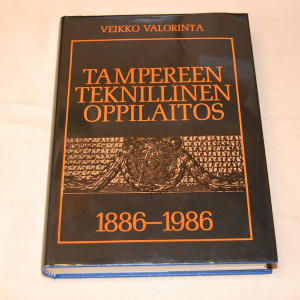 VEIKKO VALORINTA
TAMPEREEN
TEKNILLINEN
OPPILAITOS
1886–1986